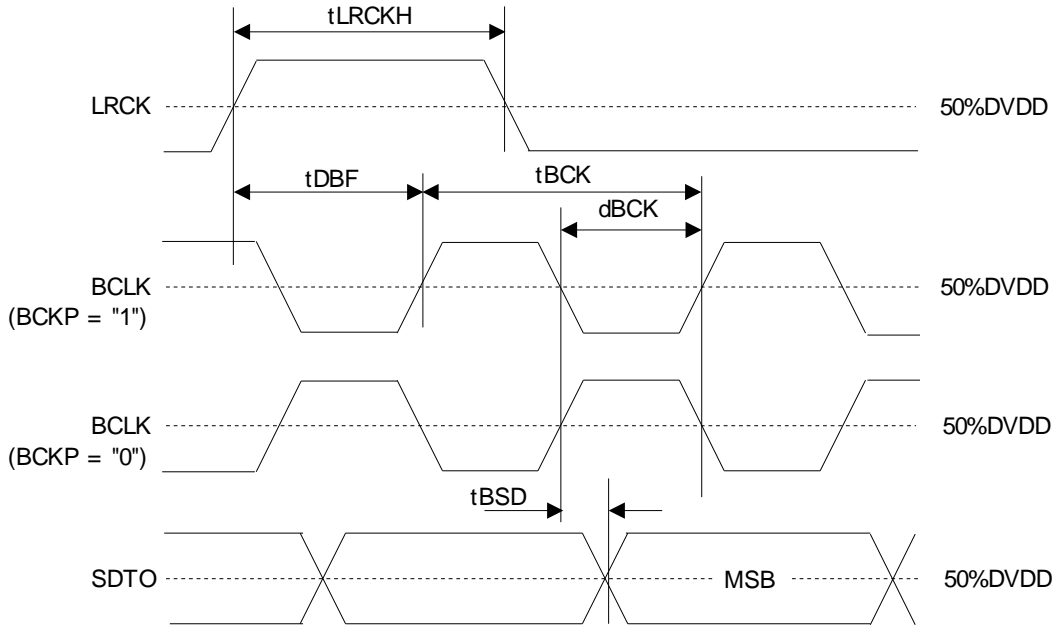 tLRCKH
LRCK
50%DVDD
tDBF
tBCK
dBCK
BCLK
(BCKP = "1")
50%DVDD
BCLK
(BCKP = "0")
50%DVDD
tBSD
SDTO
MSB
50%DVDD